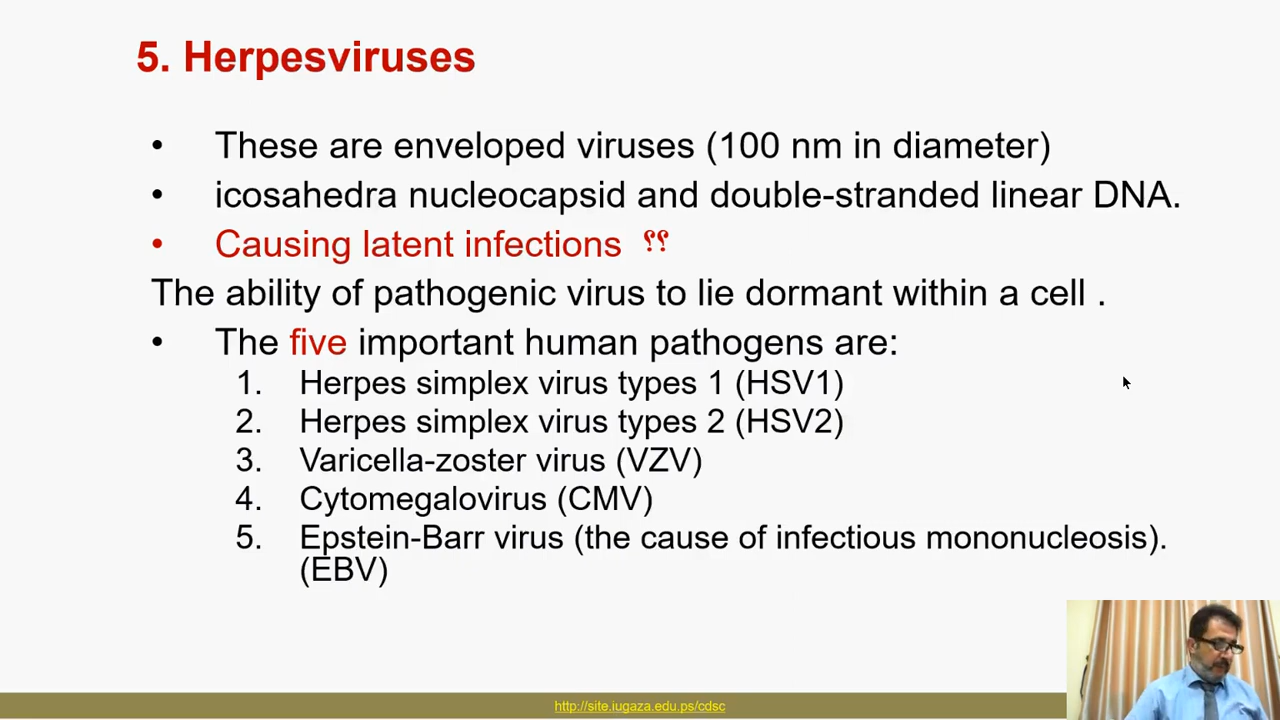 5. Herpesviruses
• These are enveloped viruses (100 nm in diameter)
• icosahedra nucleocapsid and double-stranded linear DNA.
• Causing latent infections ؟؟
The ability of pathogenic virus to lie dormant within a cell .
• The five important human pathogens are:
1. Herpes simplex virus types 1 (HSV1)
2. Herpes simplex virus types 2 (HSV2)
3. Varicella-zoster virus (VZV)
4. Cytomegalovirus (CMV)
5. Epstein-Barr virus (the cause of infectious mononucleosis).
(EBV)
http://site.iugaza.edu.ps/cdsc